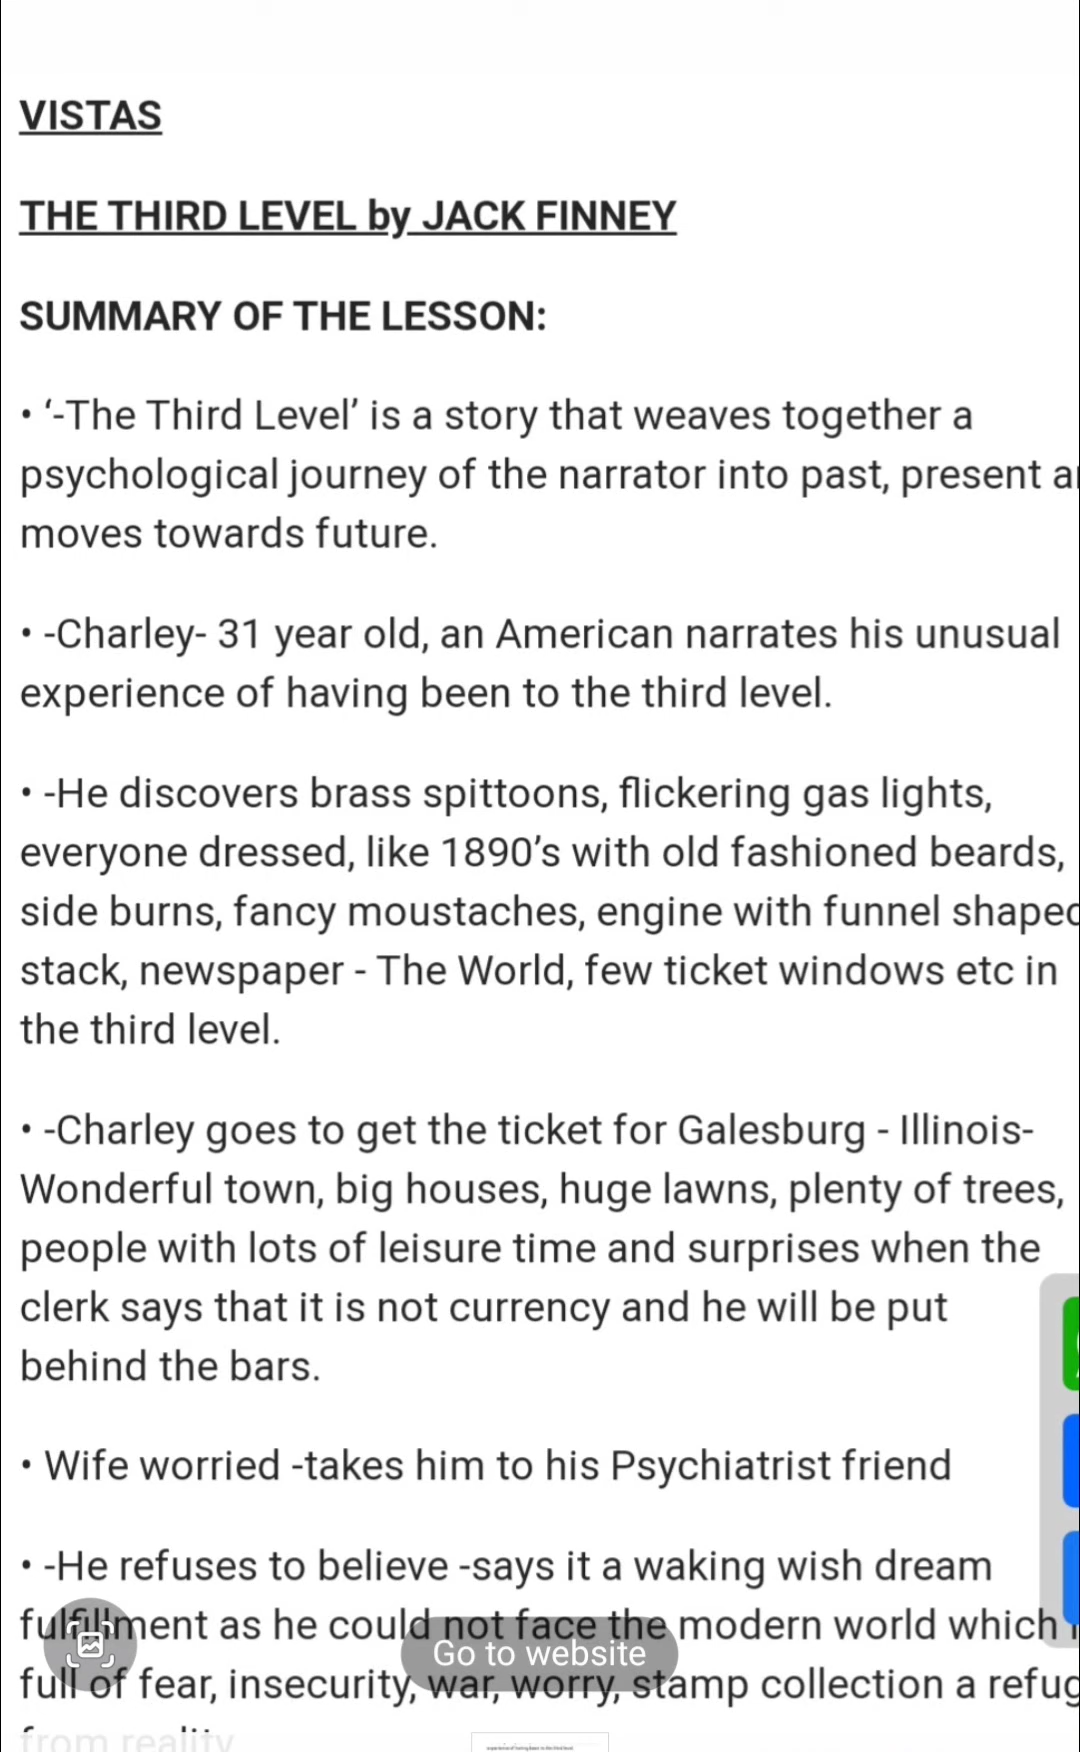 VISTAS
THE THIRD LEVEL by JACK FINNEY
SUMMARY OF THE LESSON:
• ‘-The Third Level’ is a story that weaves together a
psychological journey of the narrator into past, present
moves towards future.
• -Charley- 31 year old, an American narrates his unusual
experience of having been to the third level.
• -He discovers brass spittoons, flickering gas lights,
everyone dressed, like 1890’s with old fashioned beards,
side burns, fancy moustaches, engine with funnel shaped
stack, newspaper - The World, few ticket windows etc in
the third level.
• -Charley goes to get the ticket for Galesburg - Illinois-
Wonderful town, big houses, huge lawns, plenty of trees,
people with lots of leisure time and surprises when the
clerk says that it is not currency and he will be put
behind the bars.
• Wife worried -takes him to his Psychiatrist friend
• -He refuses to believe -says it a waking wish dream
fulfillment as he could not face the modern world which
Go to website
full of fear, insecurity, war, worry, stamp collection a refug
from reality